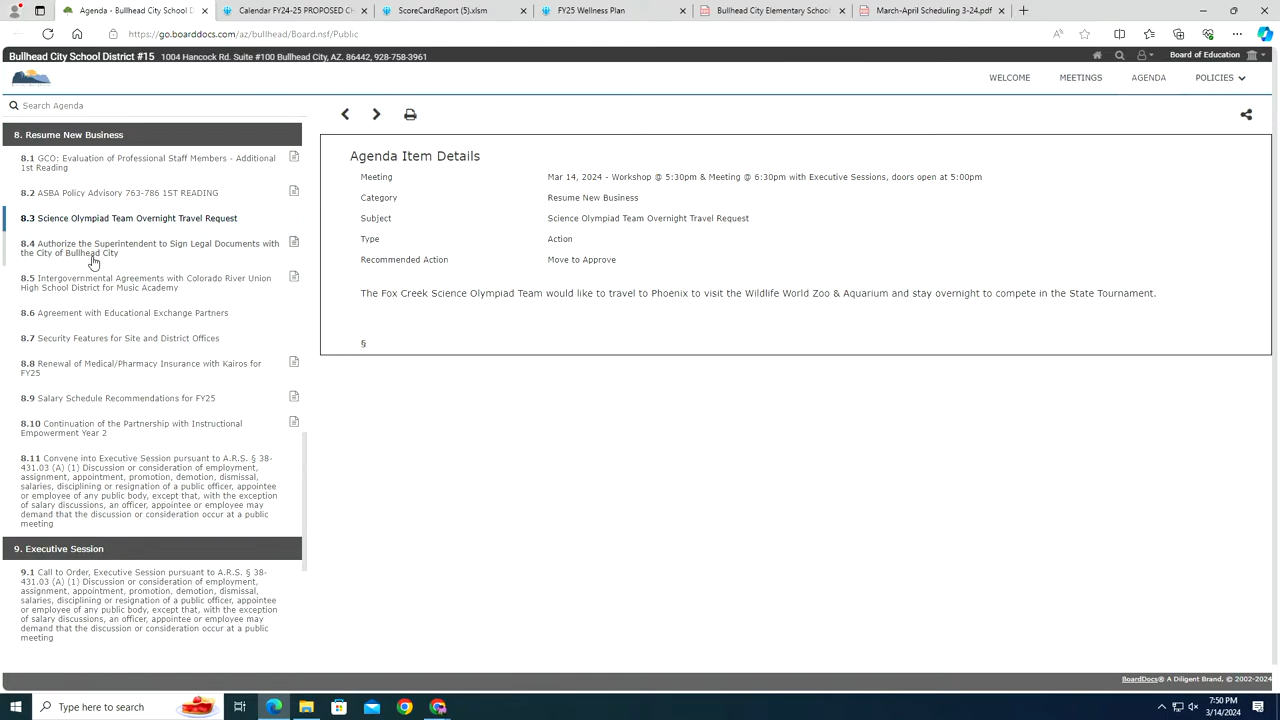 Agenda - Bullhead City School D
Calendar FY24-25 PROPOSED CH
ScoreCardReport (5).xlsm
FY25 Wellness Plan
Bullhead City Elementary School
March-April Scheduling 3-24.pdf
https://go.boarddocs.com/az/bullhead/Board.nsf/Public
Bullhead City School District #15 1004 Hancock Rd. Suite #100 Bullhead City, AZ. 86442, 928-758-3961
Board of Education
WELCOME MEETINGS AGENDA POLICIES
Search Agenda
8. Resume New Business
8.1 GCO: Evaluation of Professional Staff Members - Additional
1st Reading
8.2 ASBA Policy Advisory 763-786 1ST READING
8.3 Science Olympiad Team Overnight Travel Request
8.4 Authorize the Superintendent to Sign Legal Documents with
the City of Bullhead City
8.5 Intergovernmental Agreements with Colorado River Union
High School District for Music Academy
8.6 Agreement with Educational Exchange Partners
8.7 Security Features for Site and District Offices
8.8 Renewal of Medical/Pharmacy Insurance with Kairos for
FY25
8.9 Salary Schedule Recommendations for FY25
8.10 Continuation of the Partnership with Instructional
Empowerment Year 2
8.11 Convene into Executive Session pursuant to A.R.S. § 38-
431.03 (A) (1) Discussion or consideration of employment,
assignment, appointment, promotion, demotion, dismissal,
salaries, disciplining or resignation of a public officer, appointee
or employee of any public body, except that, with the exception
of salary discussions, an officer, appointee or employee may
demand that the discussion or consideration occur at a public
meeting
9. Executive Session
9.1 Call to Order, Executive Session pursuant to A.R.S. § 38-
431.03 (A) (1) Discussion or consideration of employment,
assignment, appointment, promotion, demotion, dismissal,
salaries, disciplining or resignation of a public officer, appointee
or employee of any public body, except that, with the exception
of salary discussions, an officer, appointee or employee may
demand that the discussion or consideration occur at a public
meeting
Agenda Item Details
Meeting Mar 14, 2024 - Workshop @ 5:30pm & Meeting @ 6:30pm with Executive Sessions, doors open at 5:00pm
Category Resume New Business
Subject Science Olympiad Team Overnight Travel Request
Type Action
Recommended Action Move to Approve
The Fox Creek Science Olympiad Team would like to travel to Phoenix to visit the Wildlife World Zoo & Aquarium and stay overnight to compete in the State Tournament.
§
BoardDocs® A Diligent Brand, © 2002-2024
Type here to search
7:50 PM
3/14/2024